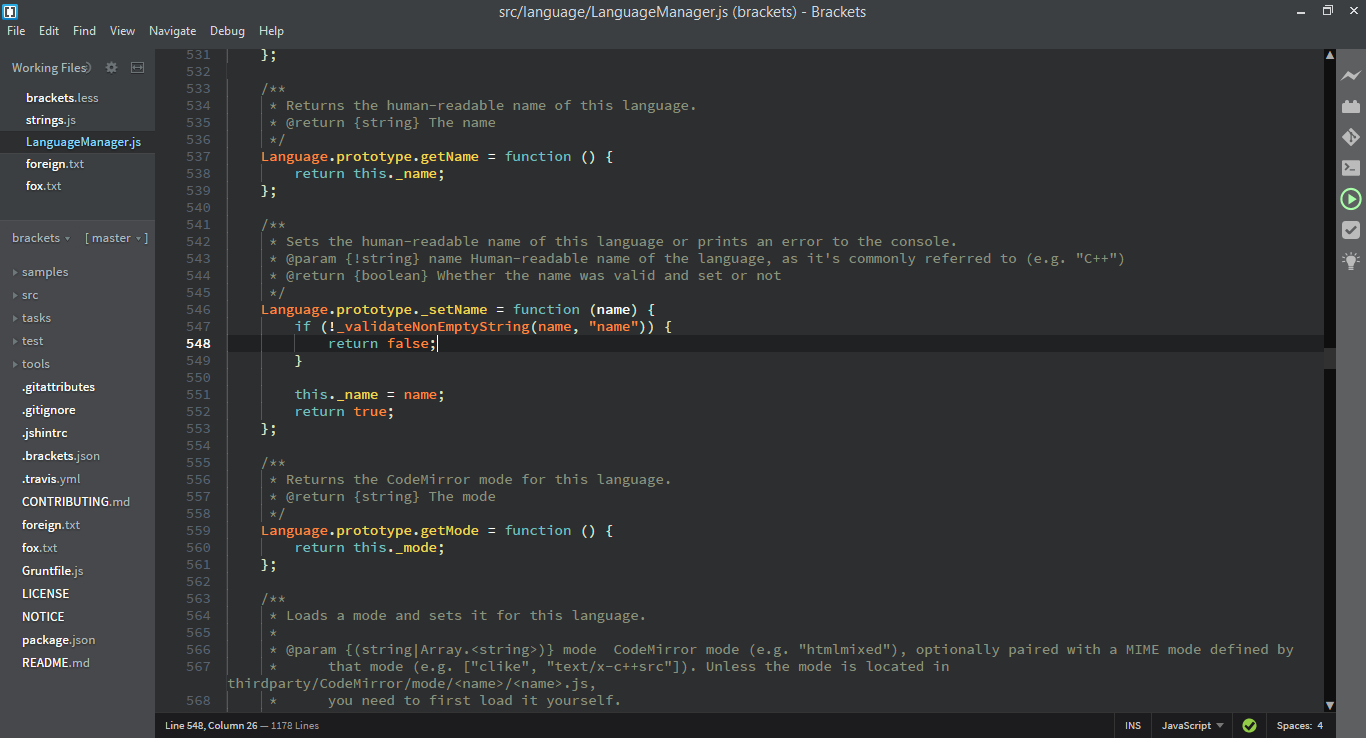 src/language/LanguageManager.js (brackets) - Brackets
File Edit Find View Navigate Debug Help
Working Files
brackets.less
strings.js
LanguageManager.js
foreign.txt
fox.txt
brackets [ master ]
samples
src
tasks
test
tools
.gitattributes
.gitignore
.jshintrc
.brackets.json
.travis.yml
CONTRIBUTING.md
foreign.txt
fox.txt
Gruntfile.js
LICENSE
NOTICE
package.json
README.md
531 };
532
533 /**
534 * Returns the human-readable name of this language.
535 * @return {string} The name
536 */
537 Language.prototype.getName = function () {
538 return this._name;
539 };
540
541 /**
542 * Sets the human-readable name of this language or prints an error to the console.
543 * @param {!string} name Human-readable name of the language, as it's commonly referred to (e.g. "C++")
544 * @return {boolean} Whether the name was valid and set or not
545 */
546 Language.prototype._setName = function (name) {
547 if (!_validateNonEmptyString(name, "name")) {
548 return false;
549 }
550
551 this._name = name;
552 return true;
553 };
554
555 /**
556 * Returns the CodeMirror mode for this language.
557 * @return {string} The mode
558 */
559 Language.prototype.getMode = function () {
560 return this._mode;
561 };
562
563 /**
564 * Loads a mode and sets it for this language.
565 *
566 * @param {(string|Array.<string>)} mode CodeMirror mode (e.g. "htmlmixed"), optionally paired with a MIME mode defined by
567 * that mode (e.g. ["clike", "text/x-c++src"]). Unless the mode is located in
thirdparty/CodeMirror/mode/<name>/<name>.js,
568 * you need to first load it yourself.
Line 548, Column 26 — 1178 Lines
INS JavaScript Spaces: 4